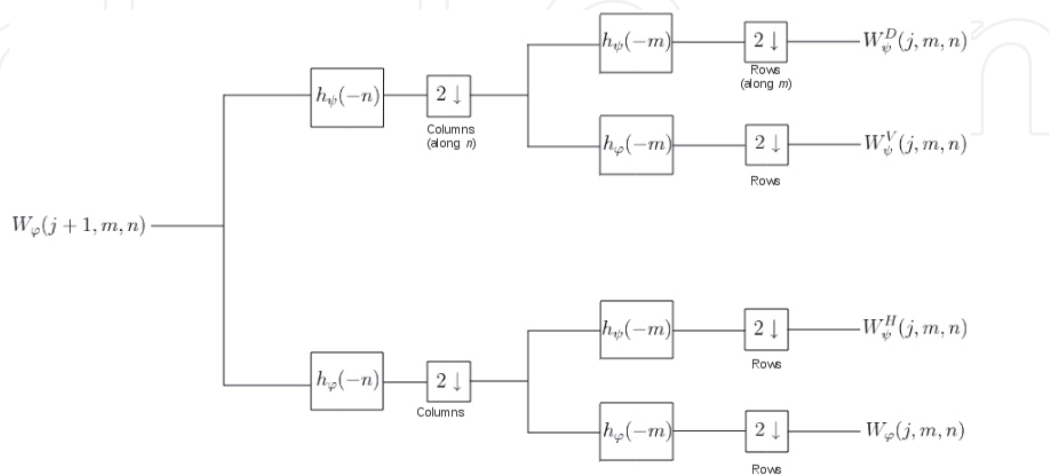 h_ψ(−m)
2 ↓
W_ψ^D(j, m, n)
Rows
(along m)
h_ψ(−n)
2 ↓
Columns
(along n)
h_φ(−m)
2 ↓
W_ψ^V(j, m, n)
Rows
W_φ(j + 1, m, n)
h_ψ(−m)
2 ↓
W_ψ^H(j, m, n)
Rows
h_φ(−n)
2 ↓
Columns
h_φ(−m)
2 ↓
W_φ(j, m, n)
Rows